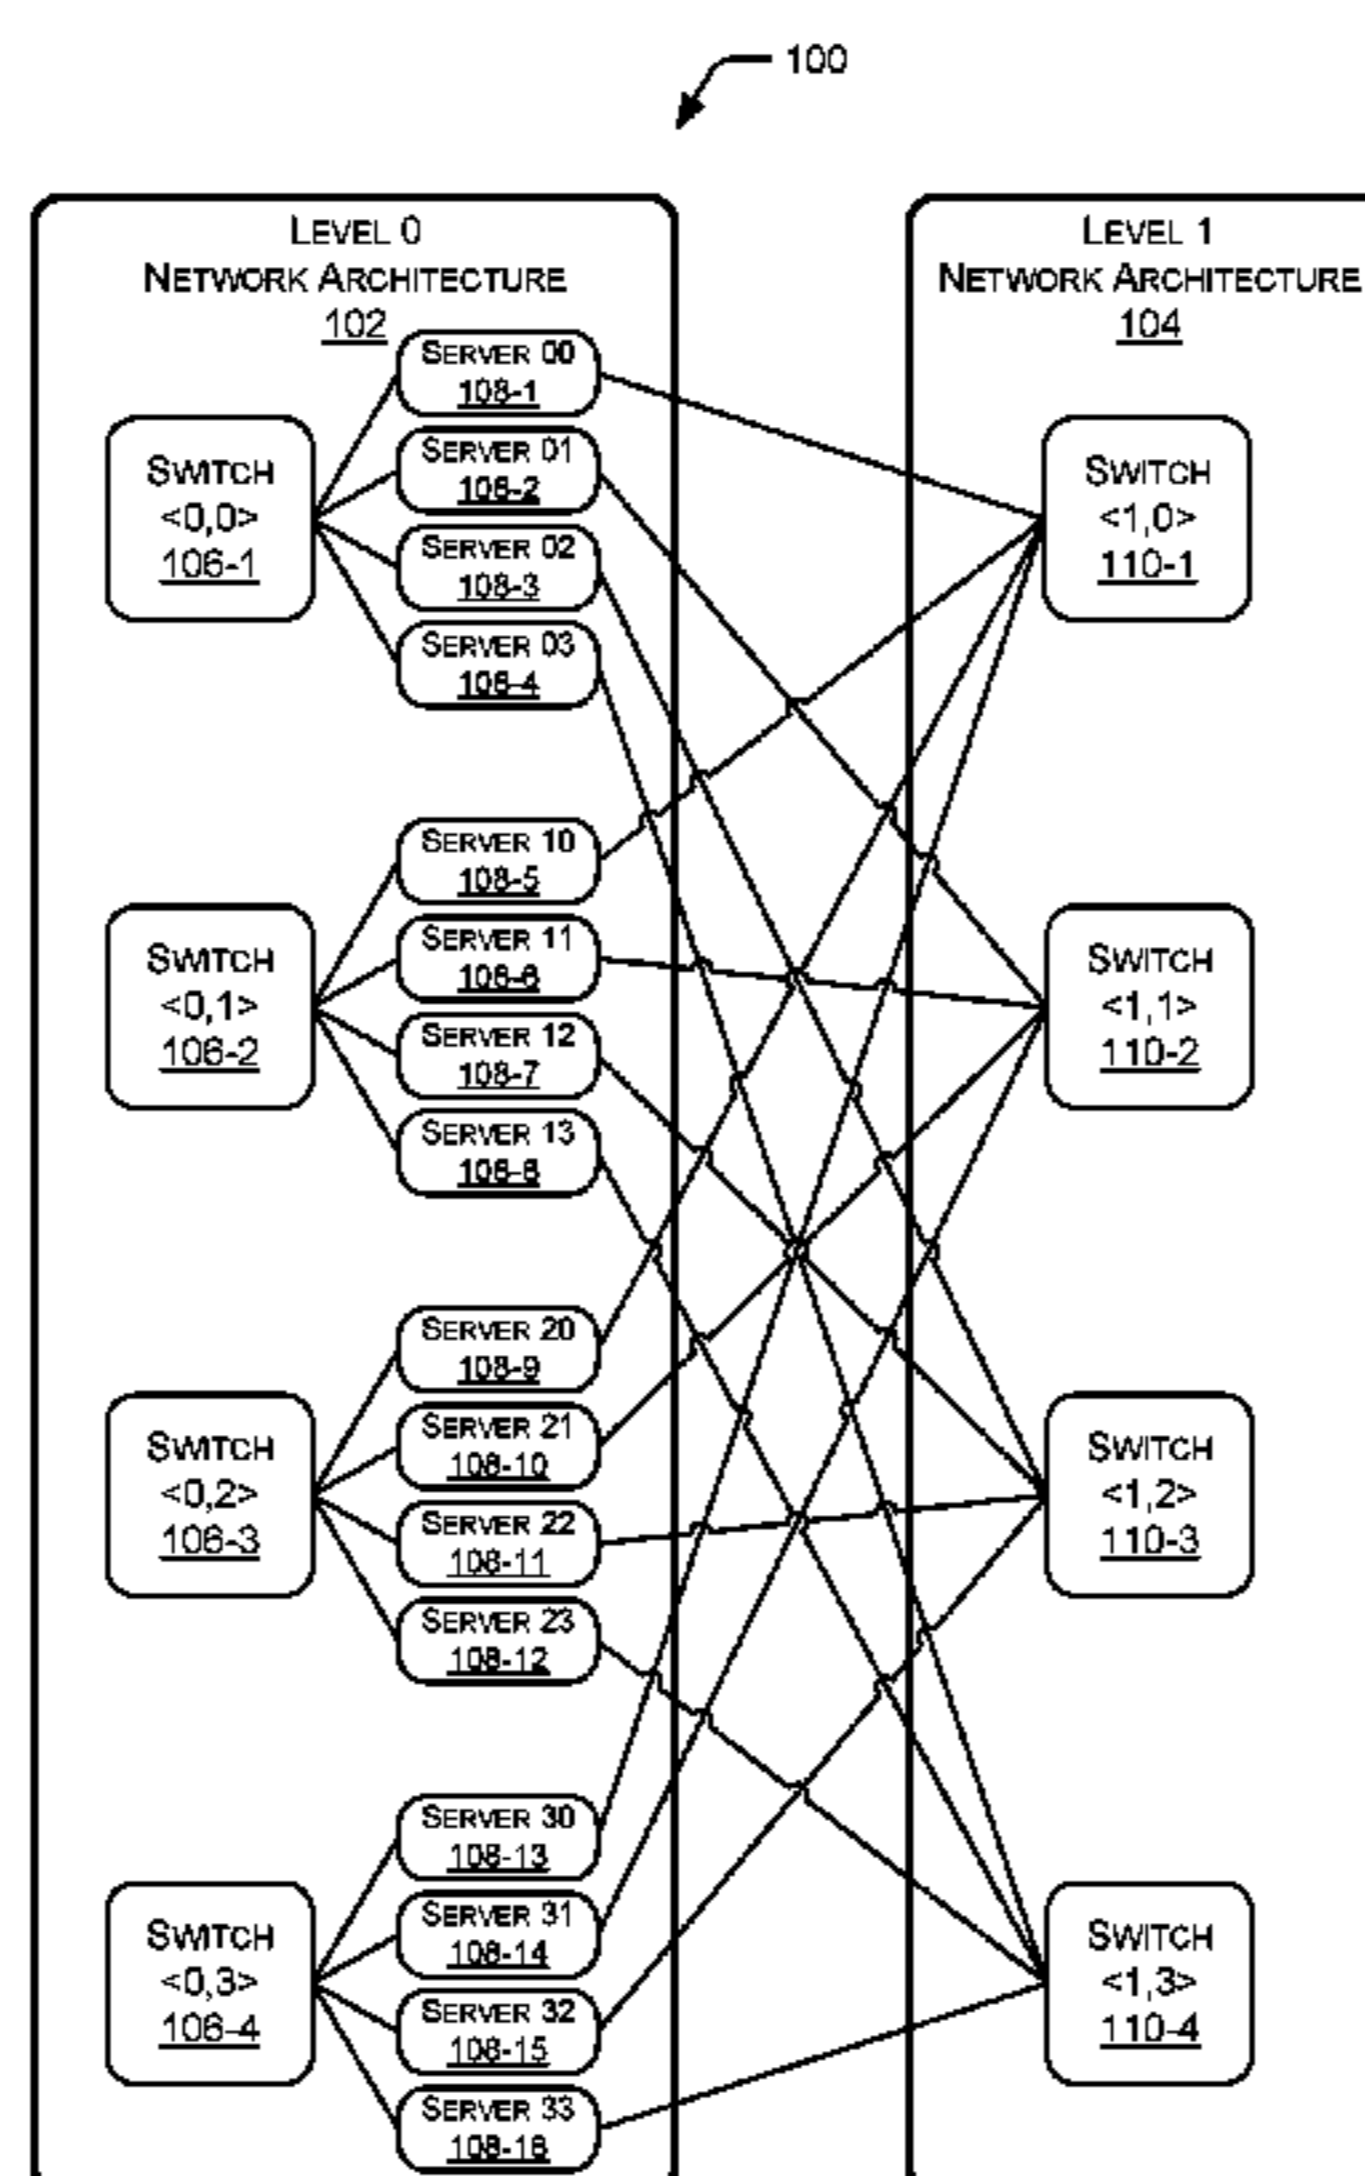 100
LEVEL 0
NETWORK ARCHITECTURE
102
SERVER 00
108-1
SERVER 01
108-2
SERVER 02
108-3
SERVER 03
108-4
SWITCH
<0,0>
106-1
SERVER 10
108-5
SERVER 11
108-6
SERVER 12
108-7
SERVER 13
108-8
SWITCH
<0,1>
106-2
SERVER 20
108-9
SERVER 21
108-10
SERVER 22
108-11
SERVER 23
108-12
SWITCH
<0,2>
106-3
SERVER 30
108-13
SERVER 31
108-14
SERVER 32
108-15
SERVER 33
108-16
SWITCH
<0,3>
106-4
LEVEL 1
NETWORK ARCHITECTURE
104
SWITCH
<1,0>
110-1
SWITCH
<1,1>
110-2
SWITCH
<1,2>
110-3
SWITCH
<1,3>
110-4